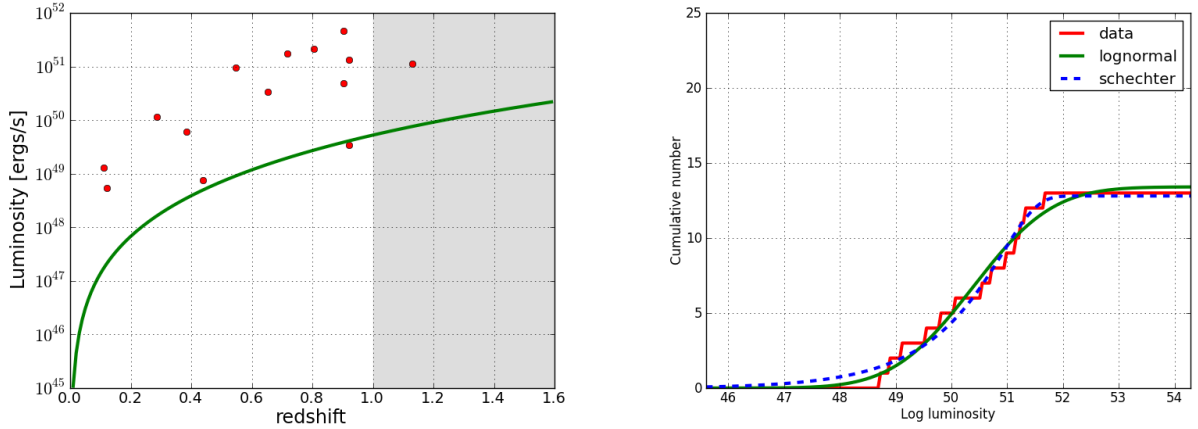 Luminosity [ergs/s]
10^52
10^51
10^50
10^49
10^48
10^47
10^46
10^45
0.0 0.2 0.4 0.6 0.8 1.0 1.2 1.4 1.6
redshift
Cumulative number
25
20
15
10
5
0
46 47 48 49 50 51 52 53 54
Log luminosity
data
lognormal
schechter